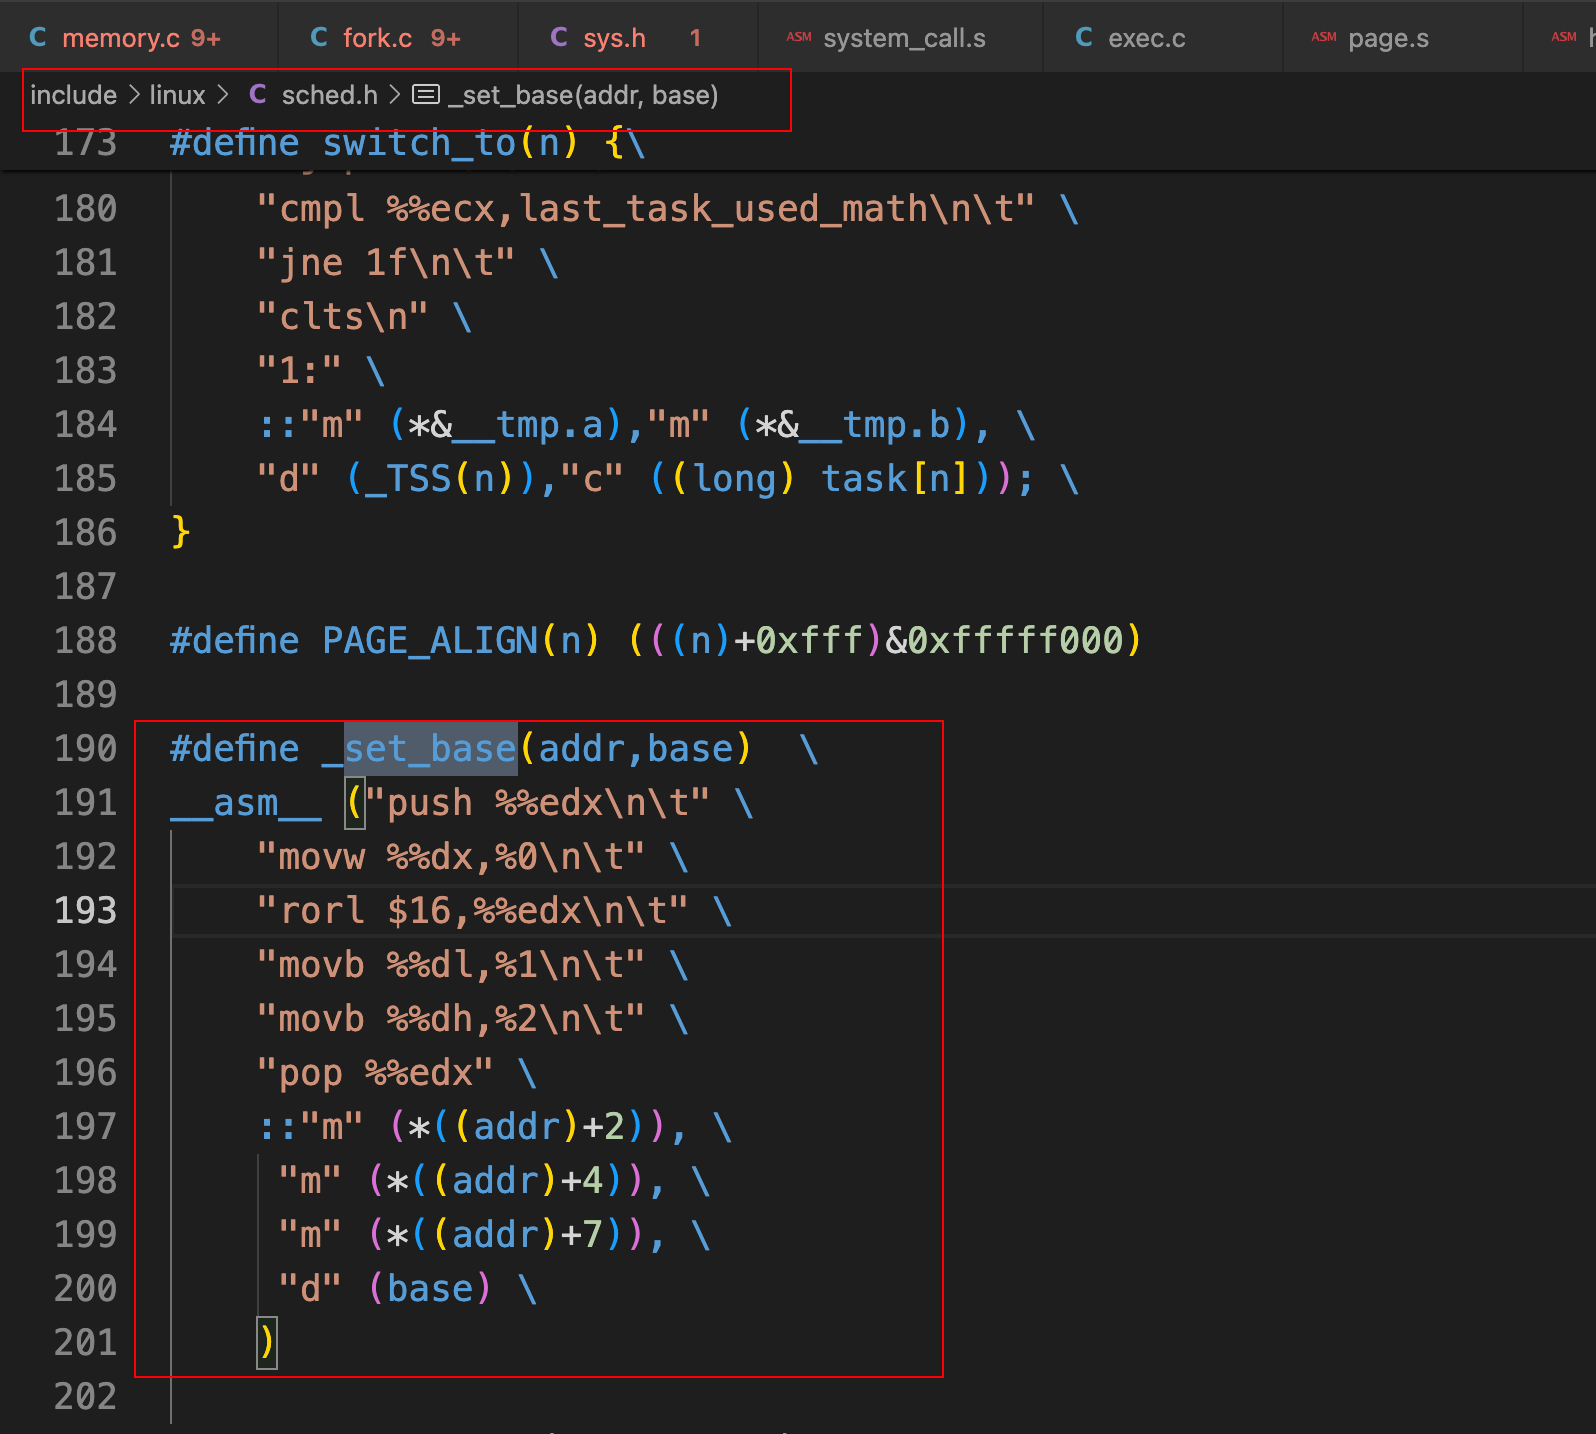 C memory.c 9+ C fork.c 9+ C sys.h 1 ASM system_call.s C exec.c ASM page.s ASM
include > linux > C sched.h > _set_base(addr, base)
173 #define switch_to(n) {\
180 "cmpl %%ecx,last_task_used_math\n\t" \
181 "jne 1f\n\t" \
182 "clts\n" \
183 "1:" \
184 ::"m" (*&__tmp.a),"m" (*&__tmp.b), \
185 "d" (_TSS(n)),"c" ((long) task[n])); \
186 }
187
188 #define PAGE_ALIGN(n) (((n)+0xfff)&0xfffff000)
189
190 #define _set_base(addr,base) \
191 __asm__ ("push %%edx\n\t" \
192 "movw %%dx,%0\n\t" \
193 "rorl $16,%%edx\n\t" \
194 "movb %%dl,%1\n\t" \
195 "movb %%dh,%2\n\t" \
196 "pop %%edx" \
197 ::"m" (*((addr)+2)), \
198 "m" (*((addr)+4)), \
199 "m" (*((addr)+7)), \
200 "d" (base) \
201 )
202